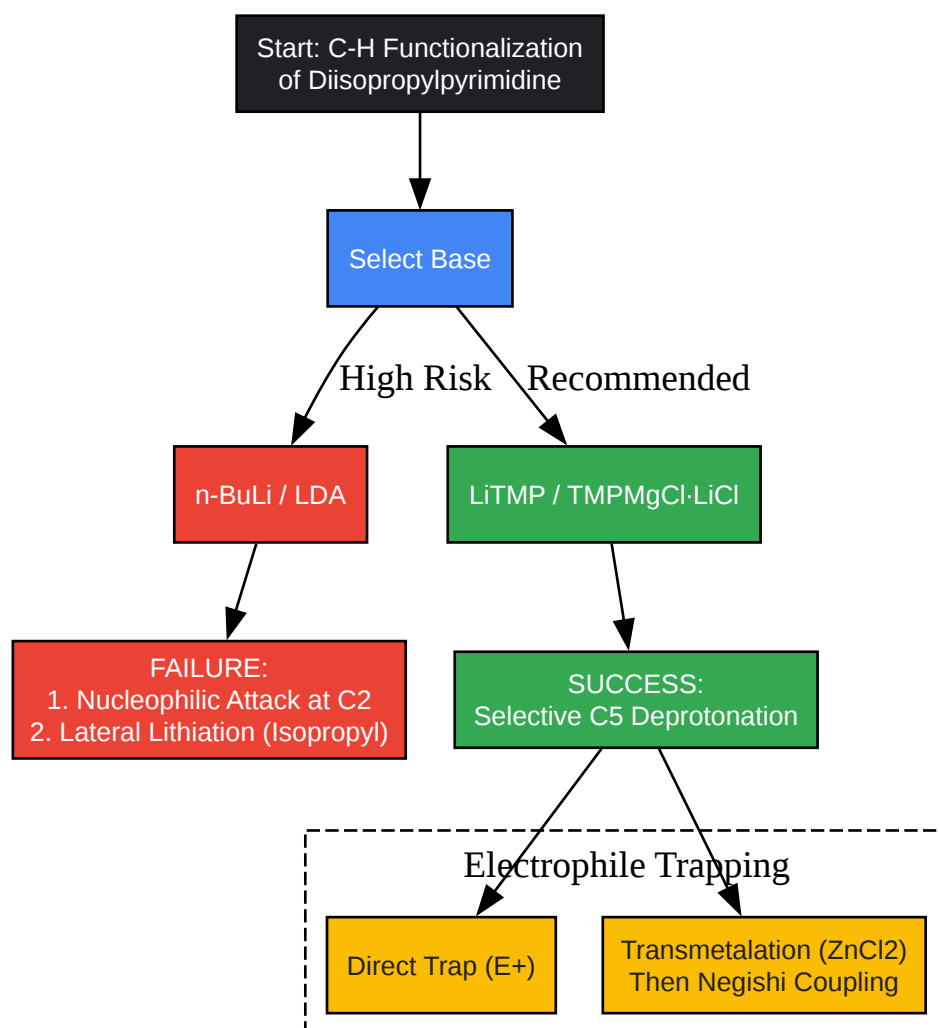 Start: C-H Functionalization
of Diisopropylpyrimidine
Select Base
High Risk
Recommended
n-BuLi / LDA
LiTMP / TMPMgCl·LiCl
FAILURE:
1. Nucleophilic Attack at C2
2. Lateral Lithiation (Isopropyl)
SUCCESS:
Selective C5 Deprotonation
Electrophile Trapping
Direct Trap (E+)
Transmetalation (ZnCl2)
Then Negishi Coupling